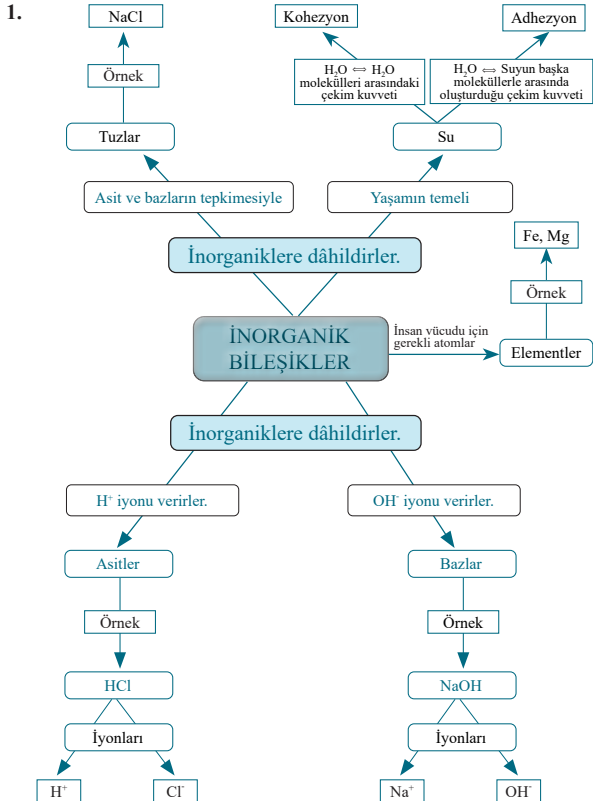 1.
NaCl
Kohezyon
Adhezyon
Örnek
H₂O ⇔ H₂O
molekülleri arasındaki
çekim kuvveti
H₂O ⇔ Suyun başka
moleküllerle arasında
oluşturduğu çekim kuvveti
Tuzlar
Su
Asit ve bazların tepkimesiyle
Yaşamın temeli
Fe, Mg
İnorganiklere dâhildirler.
Örnek
İNORGANİK
BİLEŞİKLER
İnsan vücudu için
gerekli atomlar
Elementler
İnorganiklere dâhildirler.
H⁺ iyonu verirler.
OH⁻ iyonu verirler.
Asitler
Bazlar
Örnek
Örnek
HCl
NaOH
İyonları
İyonları
H⁺
Cl⁻
Na⁺
OH⁻